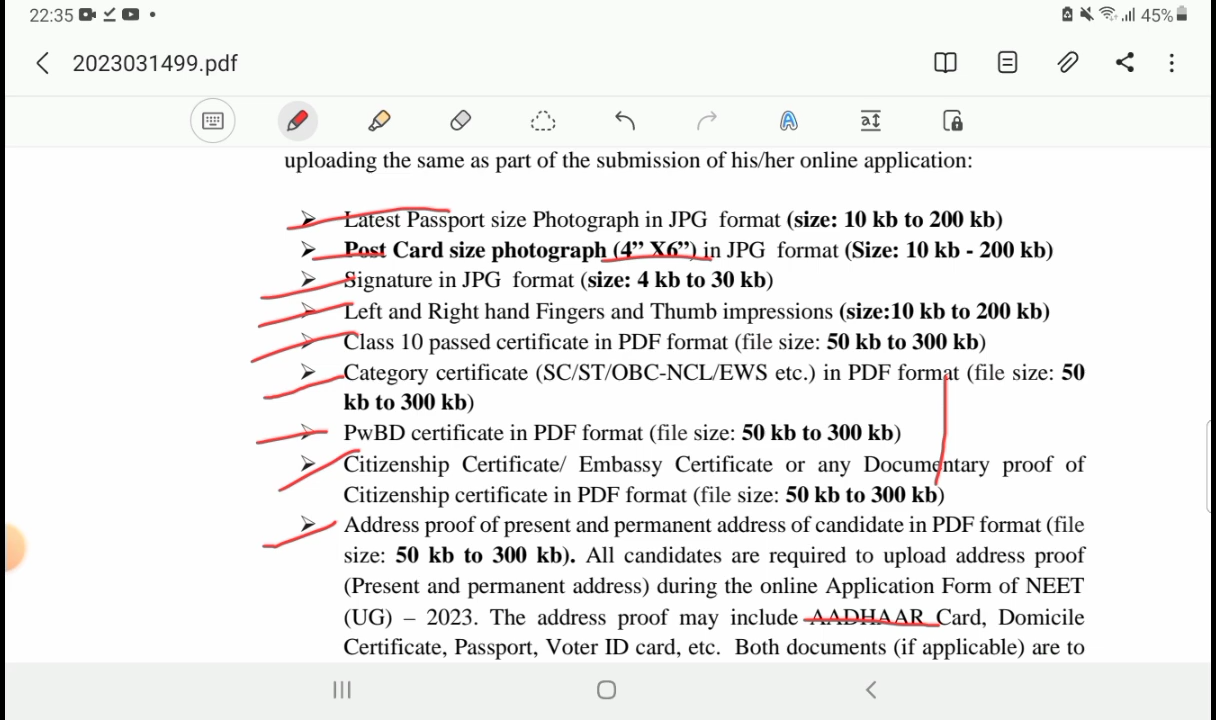 22:35 45%
2023031499.pdf
uploading the same as part of the submission of his/her online application:
➢ Latest Passport size Photograph in JPG format (size: 10 kb to 200 kb)
➢ Post Card size photograph (4” X6”) in JPG format (Size: 10 kb - 200 kb)
➢ Signature in JPG format (size: 4 kb to 30 kb)
➢ Left and Right hand Fingers and Thumb impressions (size:10 kb to 200 kb)
➢ Class 10 passed certificate in PDF format (file size: 50 kb to 300 kb)
➢ Category certificate (SC/ST/OBC-NCL/EWS etc.) in PDF format (file size: 50
kb to 300 kb)
➢ PwBD certificate in PDF format (file size: 50 kb to 300 kb)
➢ Citizenship Certificate/ Embassy Certificate or any Documentary proof of
Citizenship certificate in PDF format (file size: 50 kb to 300 kb)
➢ Address proof of present and permanent address of candidate in PDF format (file
size: 50 kb to 300 kb). All candidates are required to upload address proof
(Present and permanent address) during the online Application Form of NEET
(UG) – 2023. The address proof may include AADHAAR Card, Domicile
Certificate, Passport, Voter ID card, etc. Both documents (if applicable) are to